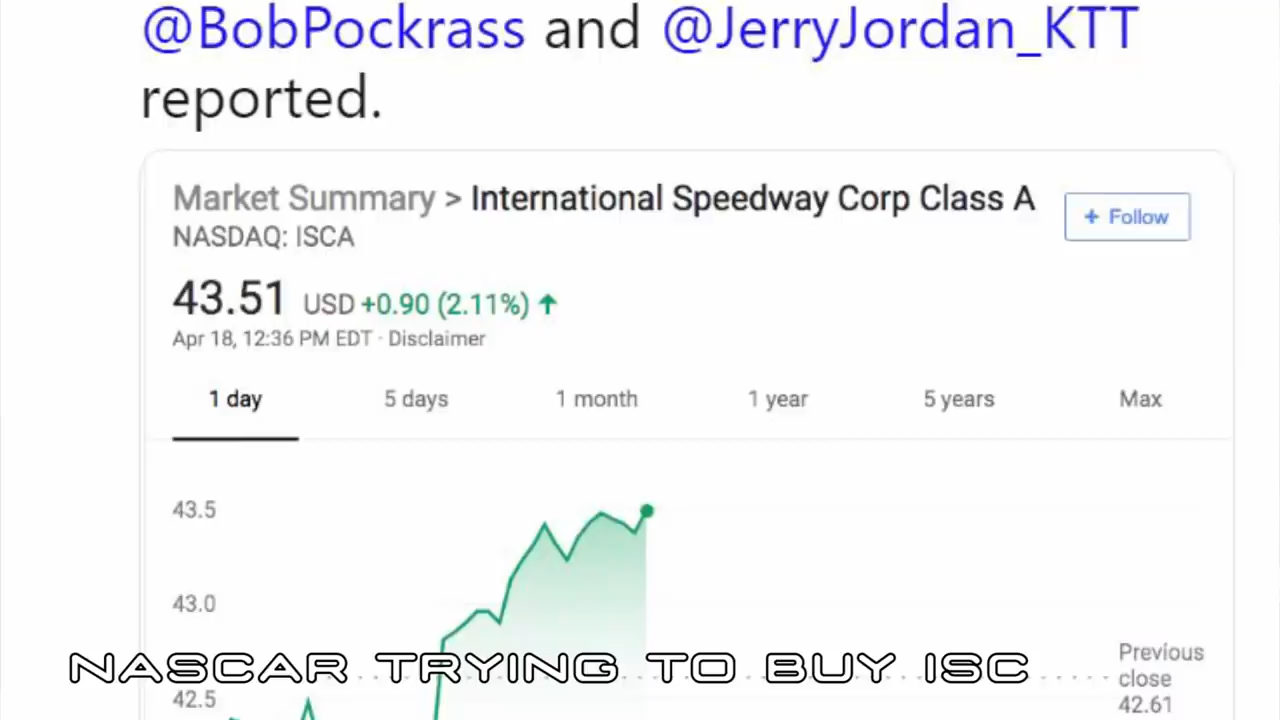 @BobPockrass and @JerryJordan_KTT
reported.
Market Summary > International Speedway Corp Class A
+ Follow
NASDAQ: ISCA
43.51 USD +0.90 (2.11%) ↑
Apr 18, 12:36 PM EDT · Disclaimer
1 day 5 days 1 month 1 year 5 years Max
43.5
43.0
NASCAR TRYING TO BUY ISC
Previous
close
42.61
42.5